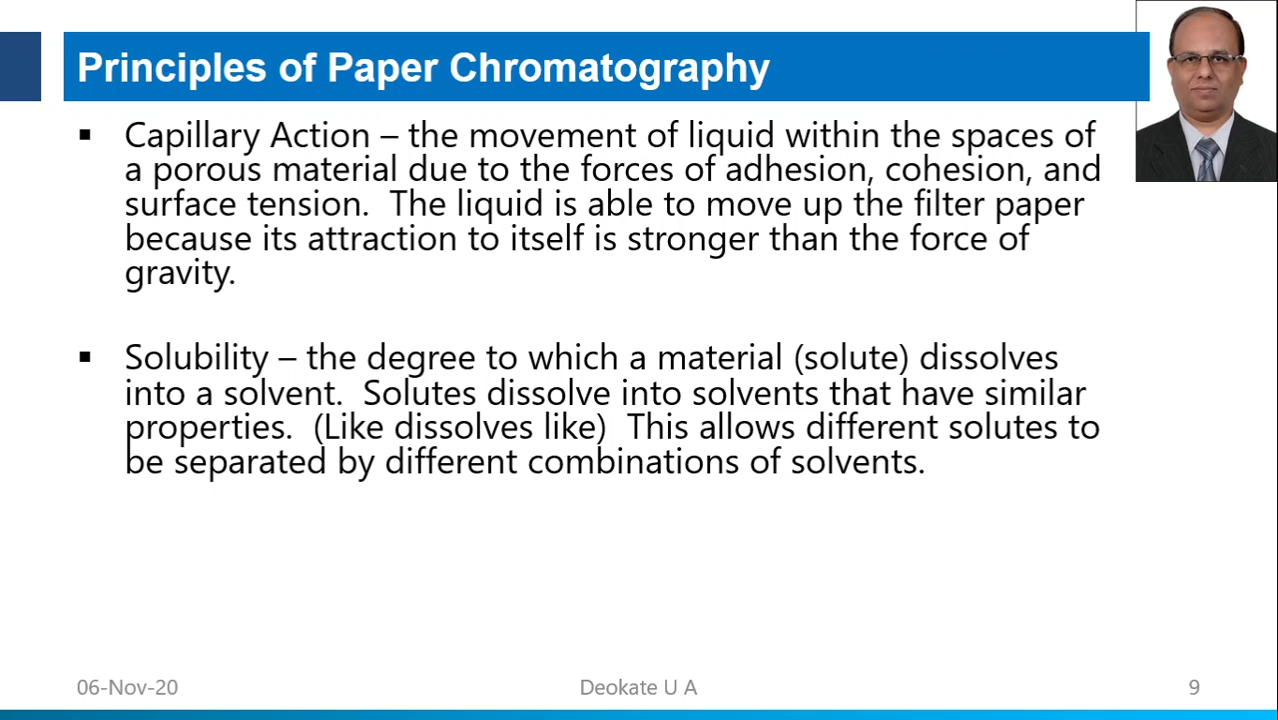 Principles of Paper Chromatography
▪ Capillary Action – the movement of liquid within the spaces of
a porous material due to the forces of adhesion, cohesion, and
surface tension.  The liquid is able to move up the filter paper
because its attraction to itself is stronger than the force of
gravity.
▪ Solubility – the degree to which a material (solute) dissolves
into a solvent.  Solutes dissolve into solvents that have similar
properties.  (Like dissolves like)  This allows different solutes to
be separated by different combinations of solvents.
06-Nov-20
Deokate U A
9